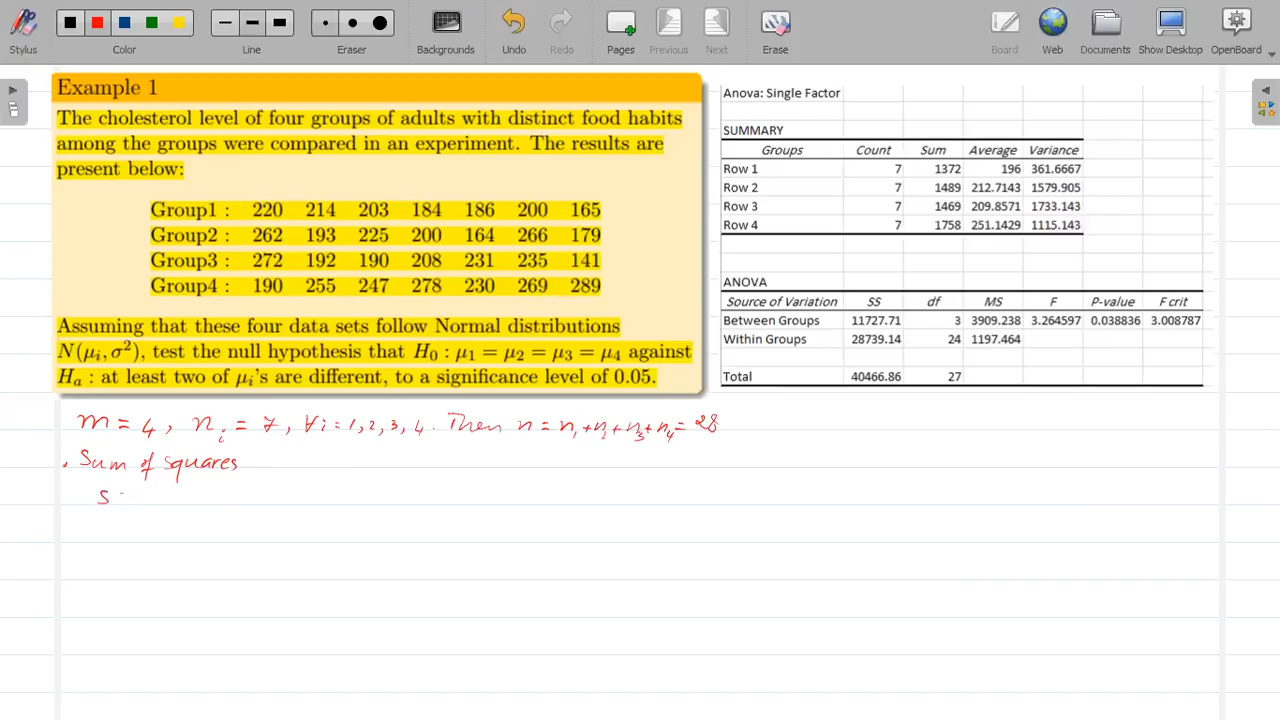 Stylus Color Line Eraser Backgrounds Undo Redo Pages Previous Next Erase Board Web Documents Show Desktop OpenBoard
Example 1
The cholesterol level of four groups of adults with distinct food habits
among the groups were compared in an experiment. The results are
present below:
Group1 : 220 214 203 184 186 200 165
Group2 : 262 193 225 200 164 266 179
Group3 : 272 192 190 208 231 235 141
Group4 : 190 255 247 278 230 269 289
Assuming that these four data sets follow Normal distributions
N(μᵢ, σ²), test the null hypothesis that H₀ : μ₁ = μ₂ = μ₃ = μ₄ against
Hₐ : at least two of μᵢ's are different, to a significance level of 0.05.
Anova: Single Factor
SUMMARY
Groups Count Sum Average Variance
Row 1 7 1372 196 361.6667
Row 2 7 1489 212.7143 1579.905
Row 3 7 1469 209.8571 1733.143
Row 4 7 1758 251.1429 1115.143
ANOVA
Source of Variation SS df MS F P-value F crit
Between Groups 11727.71 3 3909.238 3.264597 0.038836 3.008787
Within Groups 28739.14 24 1197.464
Total 40466.86 27
m = 4, nᵢ = 7, ∀i = 1, 2, 3, 4. Then n = n₁ + n₂ + n₃ + n₄ = 28
. Sum of squares
S